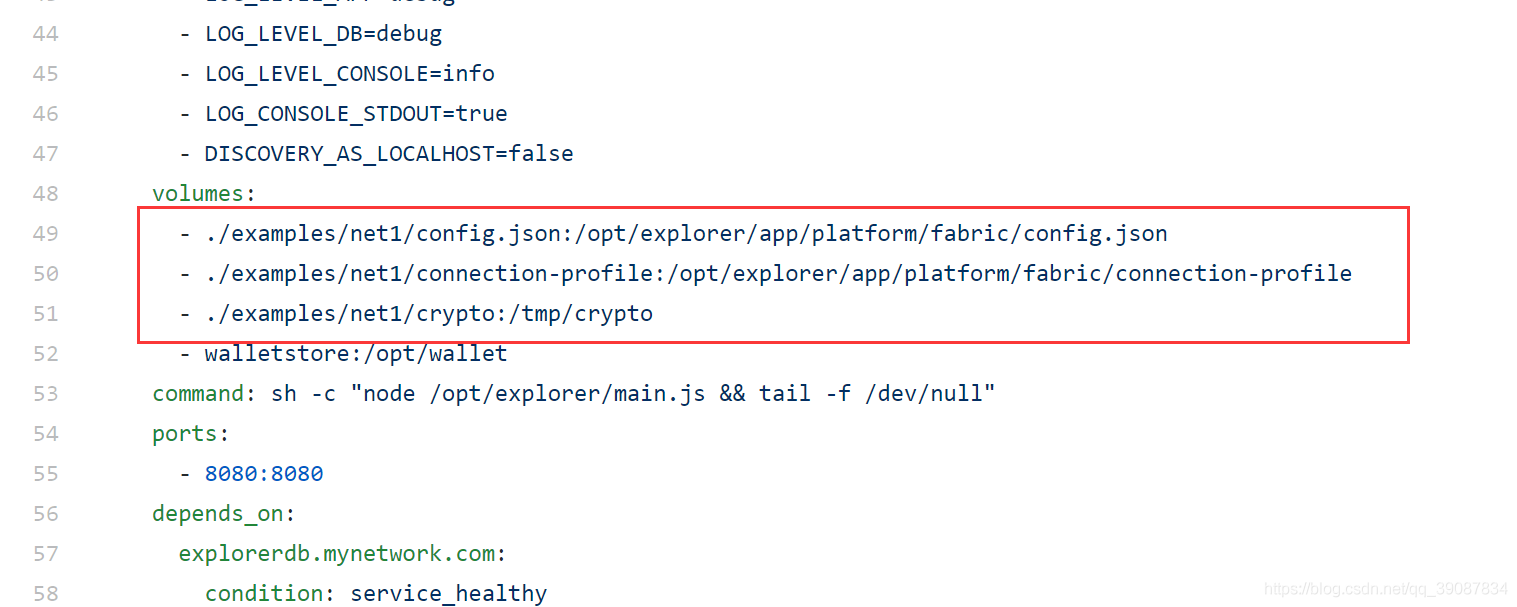 44 - LOG_LEVEL_DB=debug
45 - LOG_LEVEL_CONSOLE=info
46 - LOG_CONSOLE_STDOUT=true
47 - DISCOVERY_AS_LOCALHOST=false
48 volumes:
49 - ./examples/net1/config.json:/opt/explorer/app/platform/fabric/config.json
50 - ./examples/net1/connection-profile:/opt/explorer/app/platform/fabric/connection-profile
51 - ./examples/net1/crypto:/tmp/crypto
52 - walletstore:/opt/wallet
53 command: sh -c "node /opt/explorer/main.js && tail -f /dev/null"
54 ports:
55 - 8080:8080
56 depends_on:
57 explorerdb.mynetwork.com:
58 condition: service_healthy
https://blog.csdn.net/qq_39087834